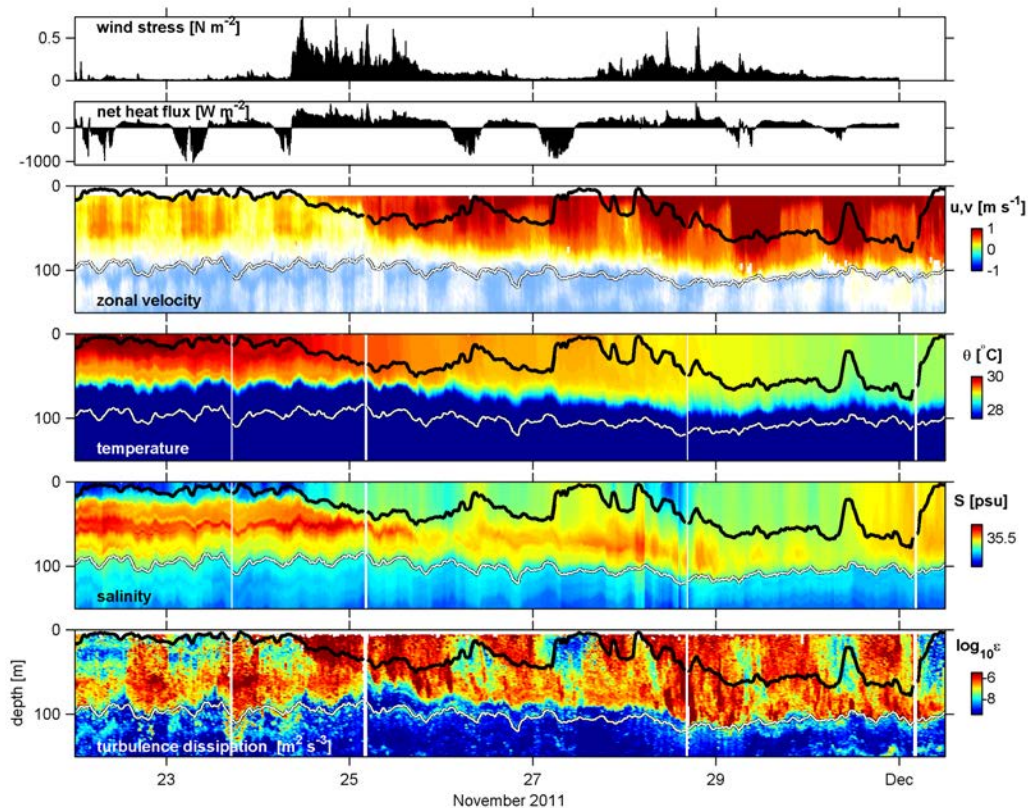 wind stress [N m⁻²]
0.5
0
net heat flux [W m⁻²]
0
-1000
0
100
zonal velocity
u,v [m s⁻¹]
1
-1
0
100
temperature
θ [°C]
30
28
0
100
salinity
S [psu]
35.5
0
100
depth [m]
turbulence dissipation [m² s⁻³]
log₁₀ε
-6
-8
23
25
27
29
Dec
November 2011